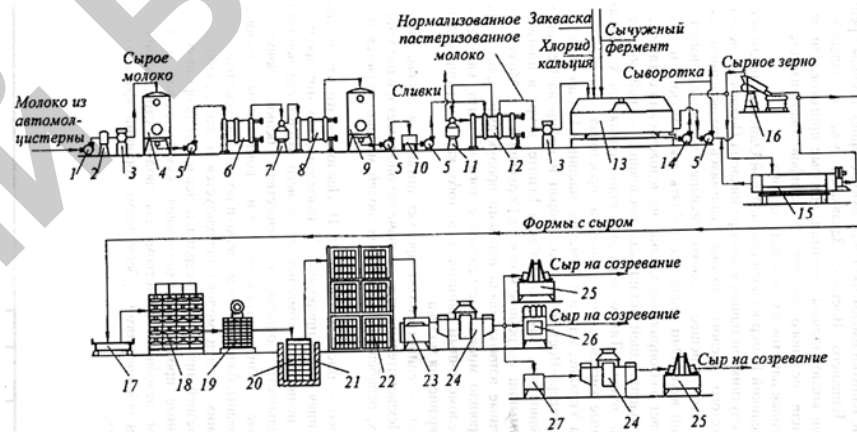 Нормализованное
пастеризованное
молоко
Закваска
Сычужный
фермент
Хлорид
кальция
Сырое
молоко
Сливки
Сыворотка
Сырное зерно
Молоко из
автомол-
цистерны
1 2 3 4 5 6 7 8 9 5 10 5 11 12 3 13 14 5 16
15
Формы с сыром
Сыр на созревание
25
Сыр на созревание
26
17 18 19 20 21 22 23 24
Сыр на созревание
27 24 25